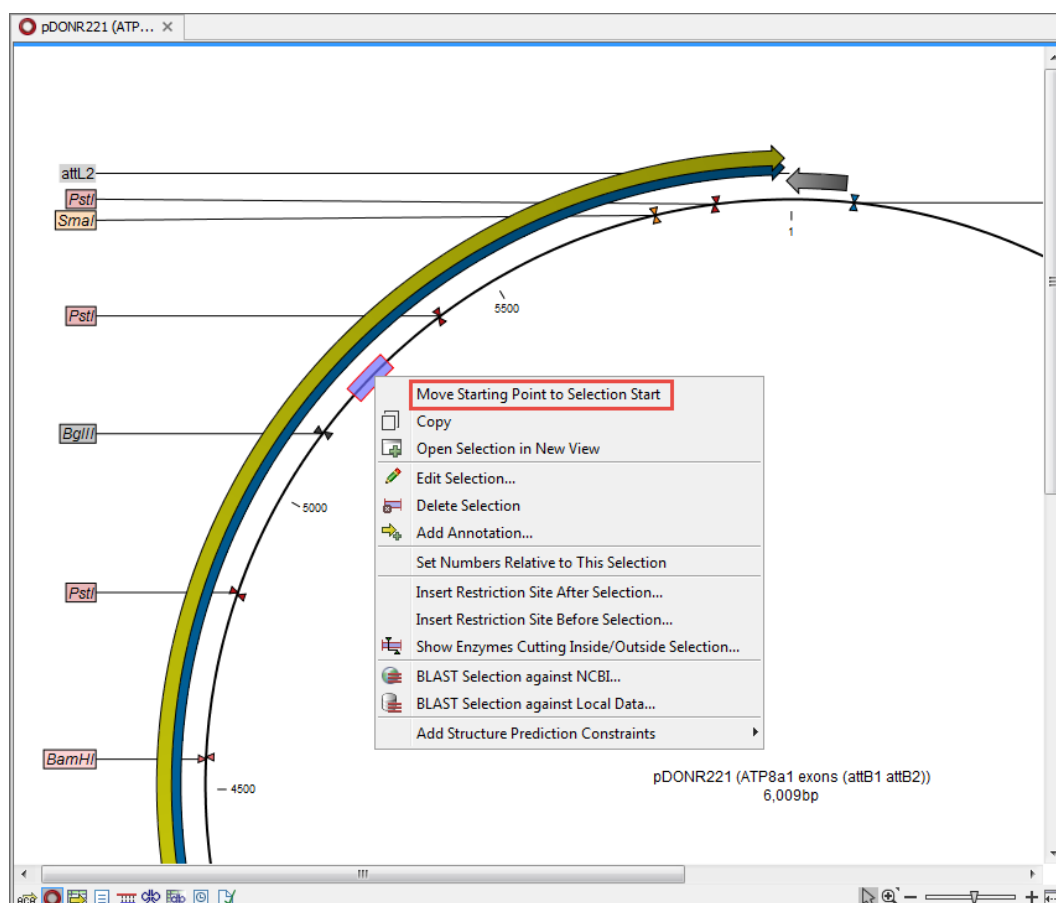 pDONR221 (ATP...
attL2
PstI
SmaI
1
5500
PstI
Move Starting Point to Selection Start
Copy
BglII
Open Selection in New View
Edit Selection...
5000
Delete Selection
Add Annotation...
Set Numbers Relative to This Selection
PstI
Insert Restriction Site After Selection...
Insert Restriction Site Before Selection...
Show Enzymes Cutting Inside/Outside Selection...
BLAST Selection against NCBI...
BLAST Selection against Local Data...
Add Structure Prediction Constraints
BamHI
4500
pDONR221 (ATP8a1 exons (attB1 attB2))
6,009bp